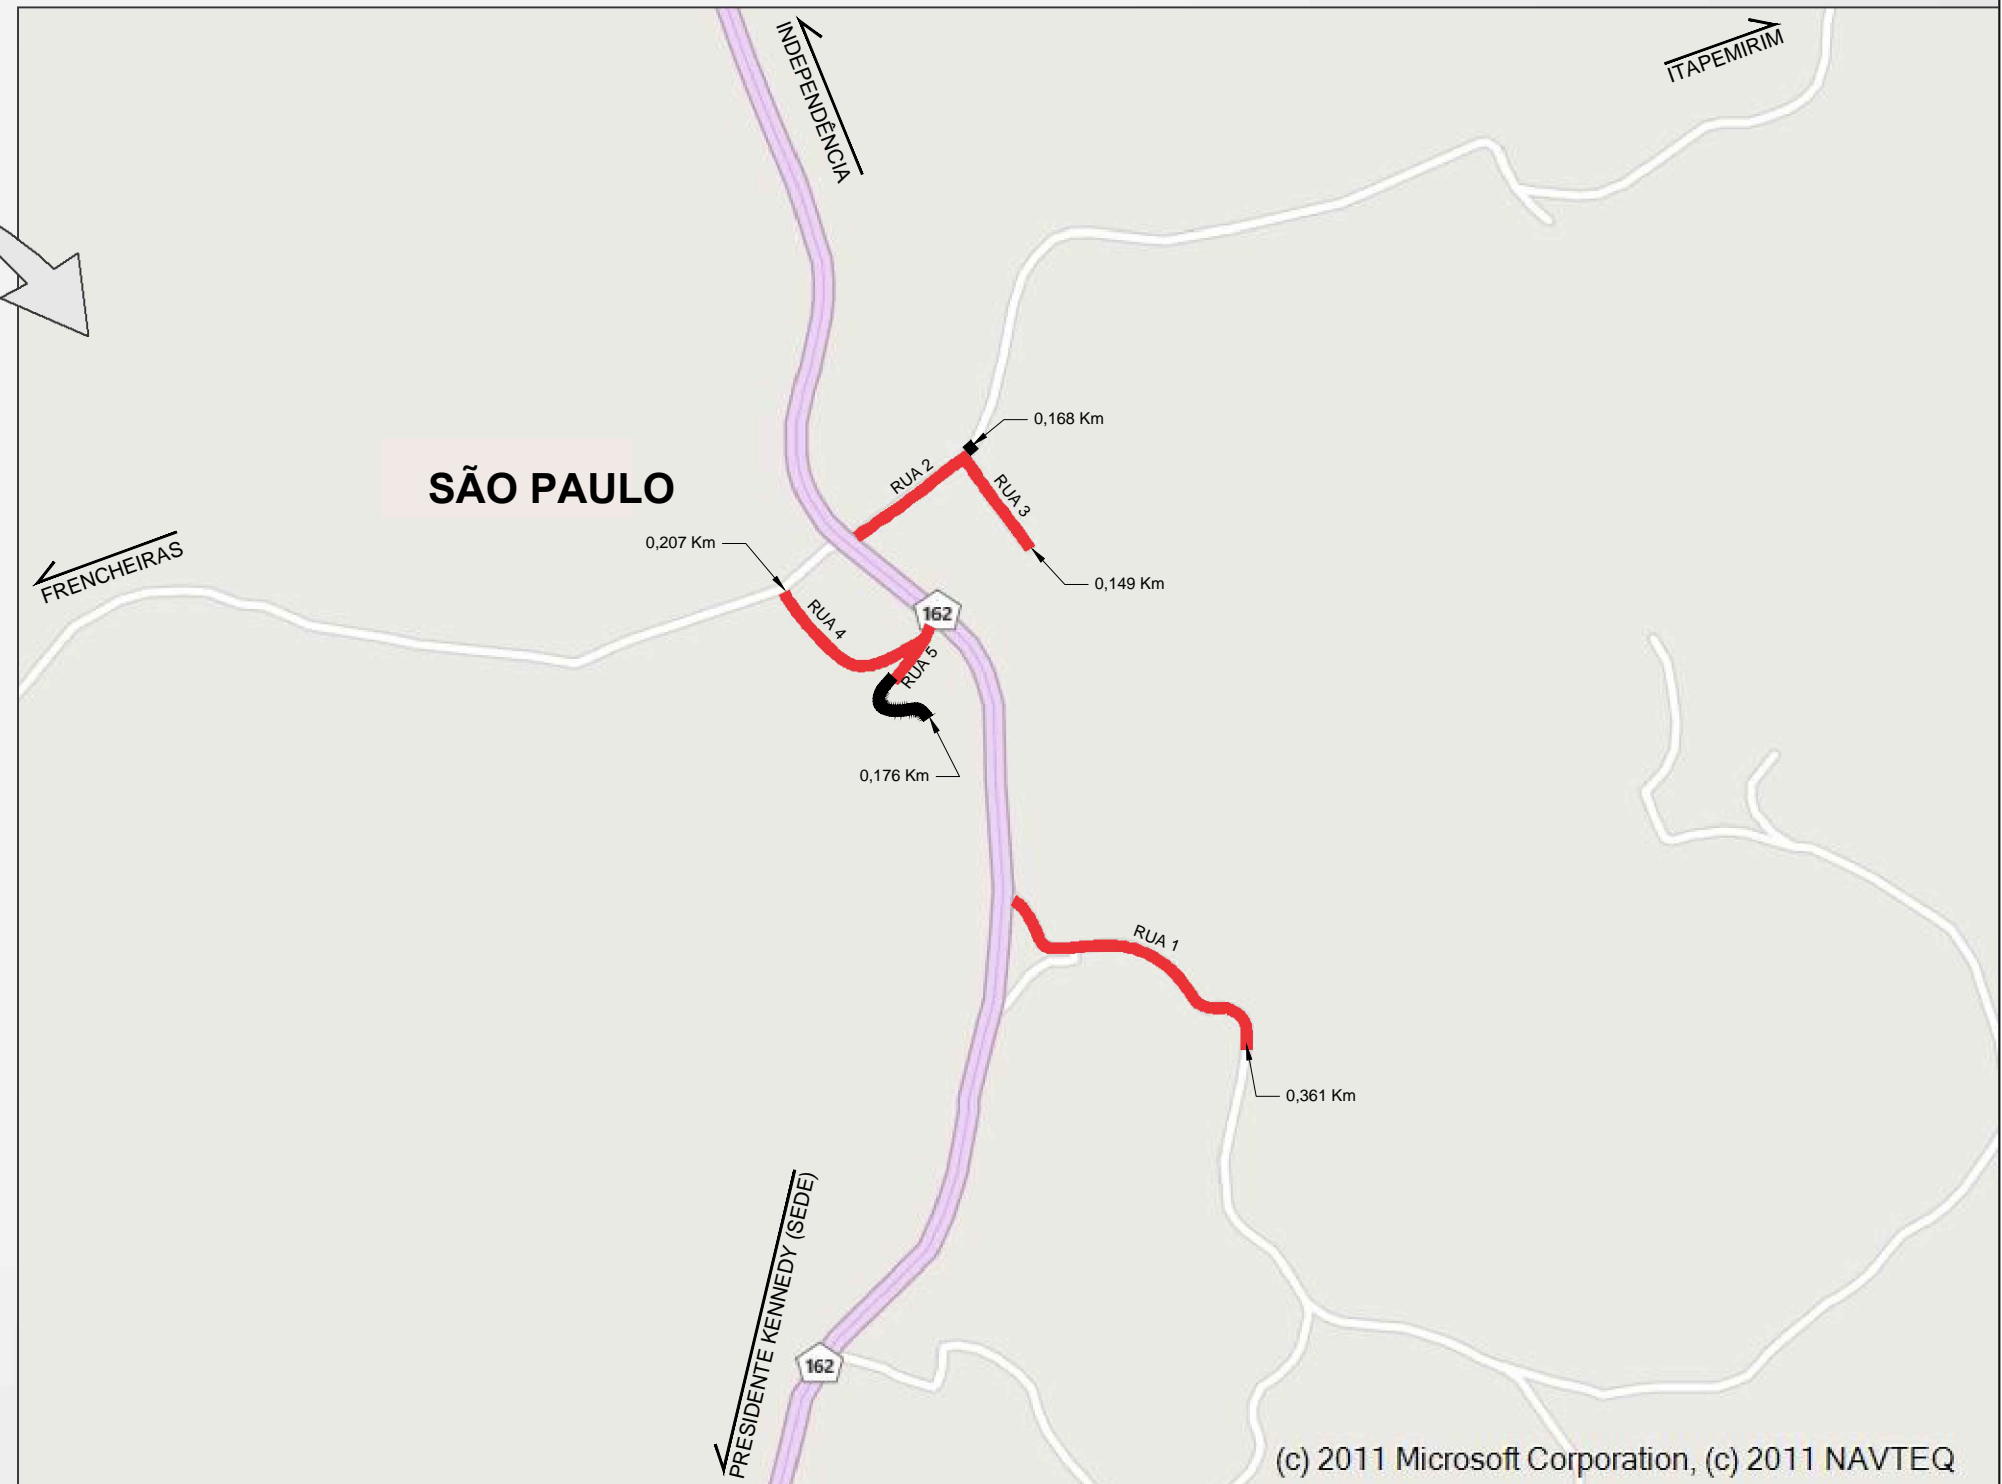 INDEPENDÊNCIA
ITAPEMIRIM
0,168 Km
RUA 2
SÃO PAULO
RUA 3
0,207 Km
FRENCHEIRAS
0,149 Km
162
RUA 4
RUA 5
0,176 Km
RUA 1
0,361 Km
PRESIDENTE KENNEDY (SEDE)
162
(c) 2011 Microsoft Corporation, (c) 2011 NAVTEQ